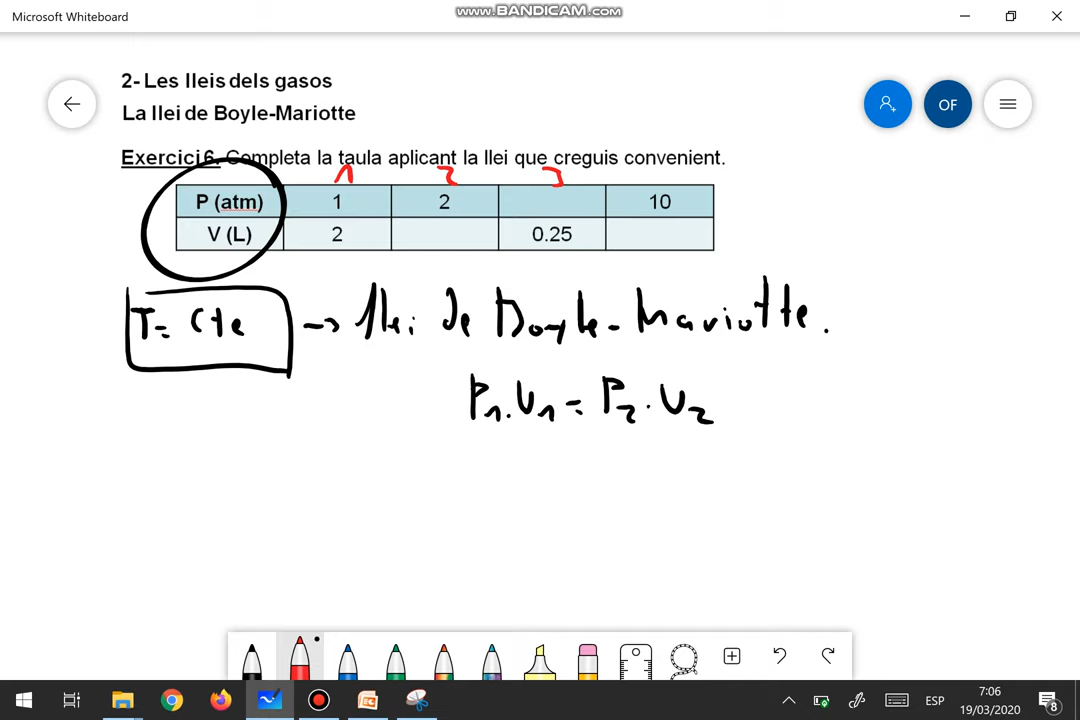 Microsoft Whiteboard
www.BANDICAM.com
2- Les lleis dels gasos
La llei de Boyle-Mariotte
OF
Exercici 6. Completa la taula aplicant la llei que creguis convenient.
1 2 3
P (atm) 1 2 10
V (L) 2 0.25
T= Cte → llei de Boyle-Mariotte.
P1.V1 = P2.V2
ESP
7:06
19/03/2020
8